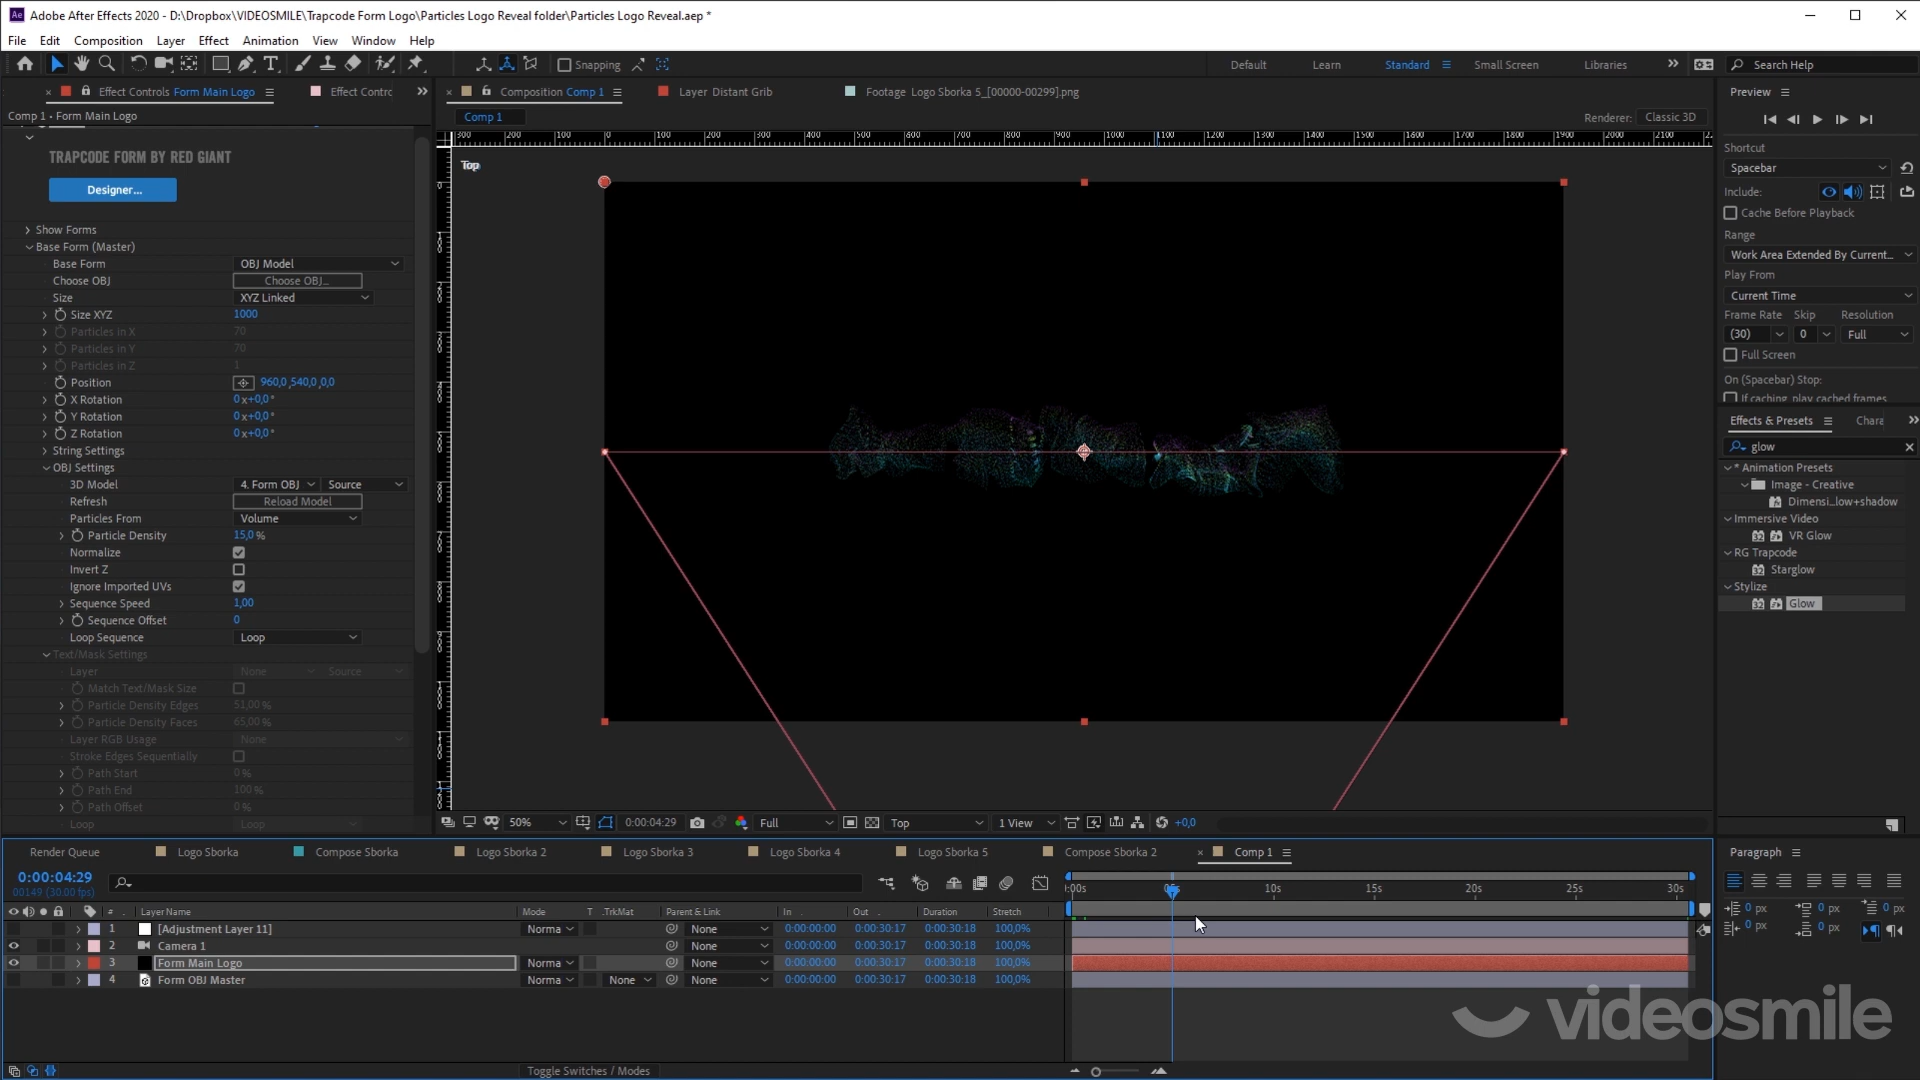 Adobe After Effects 2020 - D:\Dropbox\VIDEOSMILE\Trapcode Form Logo\Particles Logo Reveal folder\Particles Logo Reveal.aep *
File Edit Composition Layer Effect Animation View Window Help
Snapping Default Learn Standard Small Screen Libraries Search Help
Effect Controls Form Main Logo Effect Contrc Composition Comp 1 Layer Distant Grib Footage Logo Sborka 5_[00000-00299].png Preview
Comp 1 • Form Main Logo
Comp 1 Renderer: Classic 3D
TRAPCODE FORM BY RED GIANT
Designer...
Top
Shortcut
Spacebar
Include:
Cache Before Playback
Range
Work Area Extended By Current...
Play From
Current Time
Frame Rate Skip Resolution
(30) 0 Full
Full Screen
On (Spacebar) Stop:
If caching, play cached frames
Show Forms
Base Form (Master)
Base Form OBJ Model
Choose OBJ Choose OBJ...
Size XYZ Linked
Size XYZ 1000
Particles in X 70
Particles in Y 70
Particles in Z 1
Position 960,0,540,0,0,0
X Rotation 0x+0,0°
Y Rotation 0x+0,0°
Z Rotation 0x+0,0°
String Settings
OBJ Settings
3D Model 4. Form OBJ Source
Refresh Reload Model
Particles From Volume
Particle Density 15,0 %
Normalize
Invert Z
Ignore Imported UVs
Sequence Speed 1,00
Sequence Offset 0
Loop Sequence Loop
Text/Mask Settings
Layer None Source
Match Text/Mask Size
Particle Density Edges 51,00 %
Particle Density Faces 65,00 %
Layer RGB Usage None
Stroke Edges Sequentially
Path Start 0%
Path End 100 %
Path Offset 0%
Loop Loop
Effects & Presets Chara
glow
* Animation Presets
Image - Creative
Dimensi...low+shadow
Immersive Video
VR Glow
RG Trapcode
Starglow
Stylize
Glow
50% 0:00:04:29 Full Top 1 View +0,0
Render Queue Logo Sborka Compose Sborka Logo Sborka 2 Logo Sborka 3 Logo Sborka 4 Logo Sborka 5 Compose Sborka 2 Comp 1
Paragraph
0:00:04:29
00149 (30.00 fps)
10s 15s 20s 25s 30s
# Layer Name Mode T .TrkMat Parent & Link In Out Duration Stretch
1 [Adjustment Layer 11] Norma None 0:00:00:00 0:00:30:17 0:00:30:18 100,0%
2 Camera 1 None 0:00:00:00 0:00:30:17 0:00:30:18 100,0%
3 Form Main Logo Norma None 0:00:00:00 0:00:30:17 0:00:30:18 100,0%
4 Form OBJ Master Norma None None 0:00:00:00 0:00:30:17 0:00:30:18 100,0%
0 px 0 px 0 px
0 px 0 px
Toggle Switches / Modes
videosmile